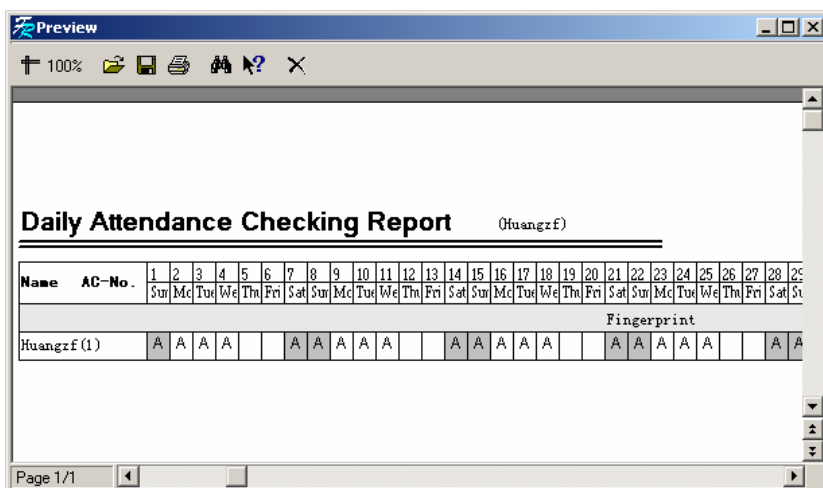 Preview
100%
Daily Attendance Checking Report (Huangzf)
Name AC-No. 1 2 3 4 5 6 7 8 9 10 11 12 13 14 15 16 17 18 19 20 21 22 23 24 25 26 27 28 29
Sun Mo Tue We Thu Fri Sat Sun Mo Tue We Thu Fri Sat Sun Mo Tue We Thu Fri Sat Sun Mo Tue We Thu Fri Sat Su
Fingerprint
Huangzf(1) A A A A A A A A A A A A A A A A A A A A A
Page 1/1